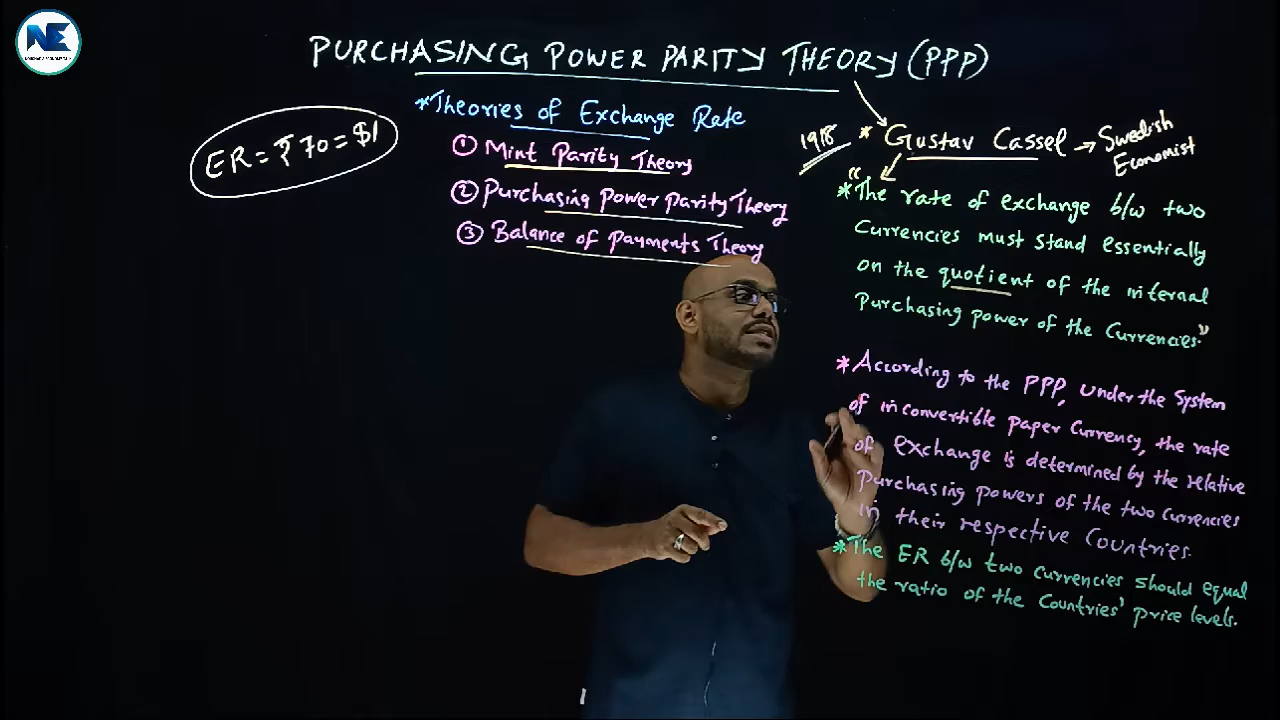 NE
PURCHASING POWER PARITY THEORY (PPP)
ER = ₹ 70 = $1
*Theories of Exchange Rate
① Mint Parity Theory
② Purchasing Power Parity Theory
③ Balance of Payments Theory
1918 * Gustav Cassel → Swedish
Economist
*"The rate of exchange b/w two
Currencies must stand essentially
on the quotient of the internal
Purchasing power of the Currencies."
*According to the PPP, under the System
of inconvertible paper Currency, the rate
of exchange is determined by the relative
Purchasing powers of the two currencies
in their respective Countries.
*The ER b/w two currencies should equal
the ratio of the Countries' price levels.